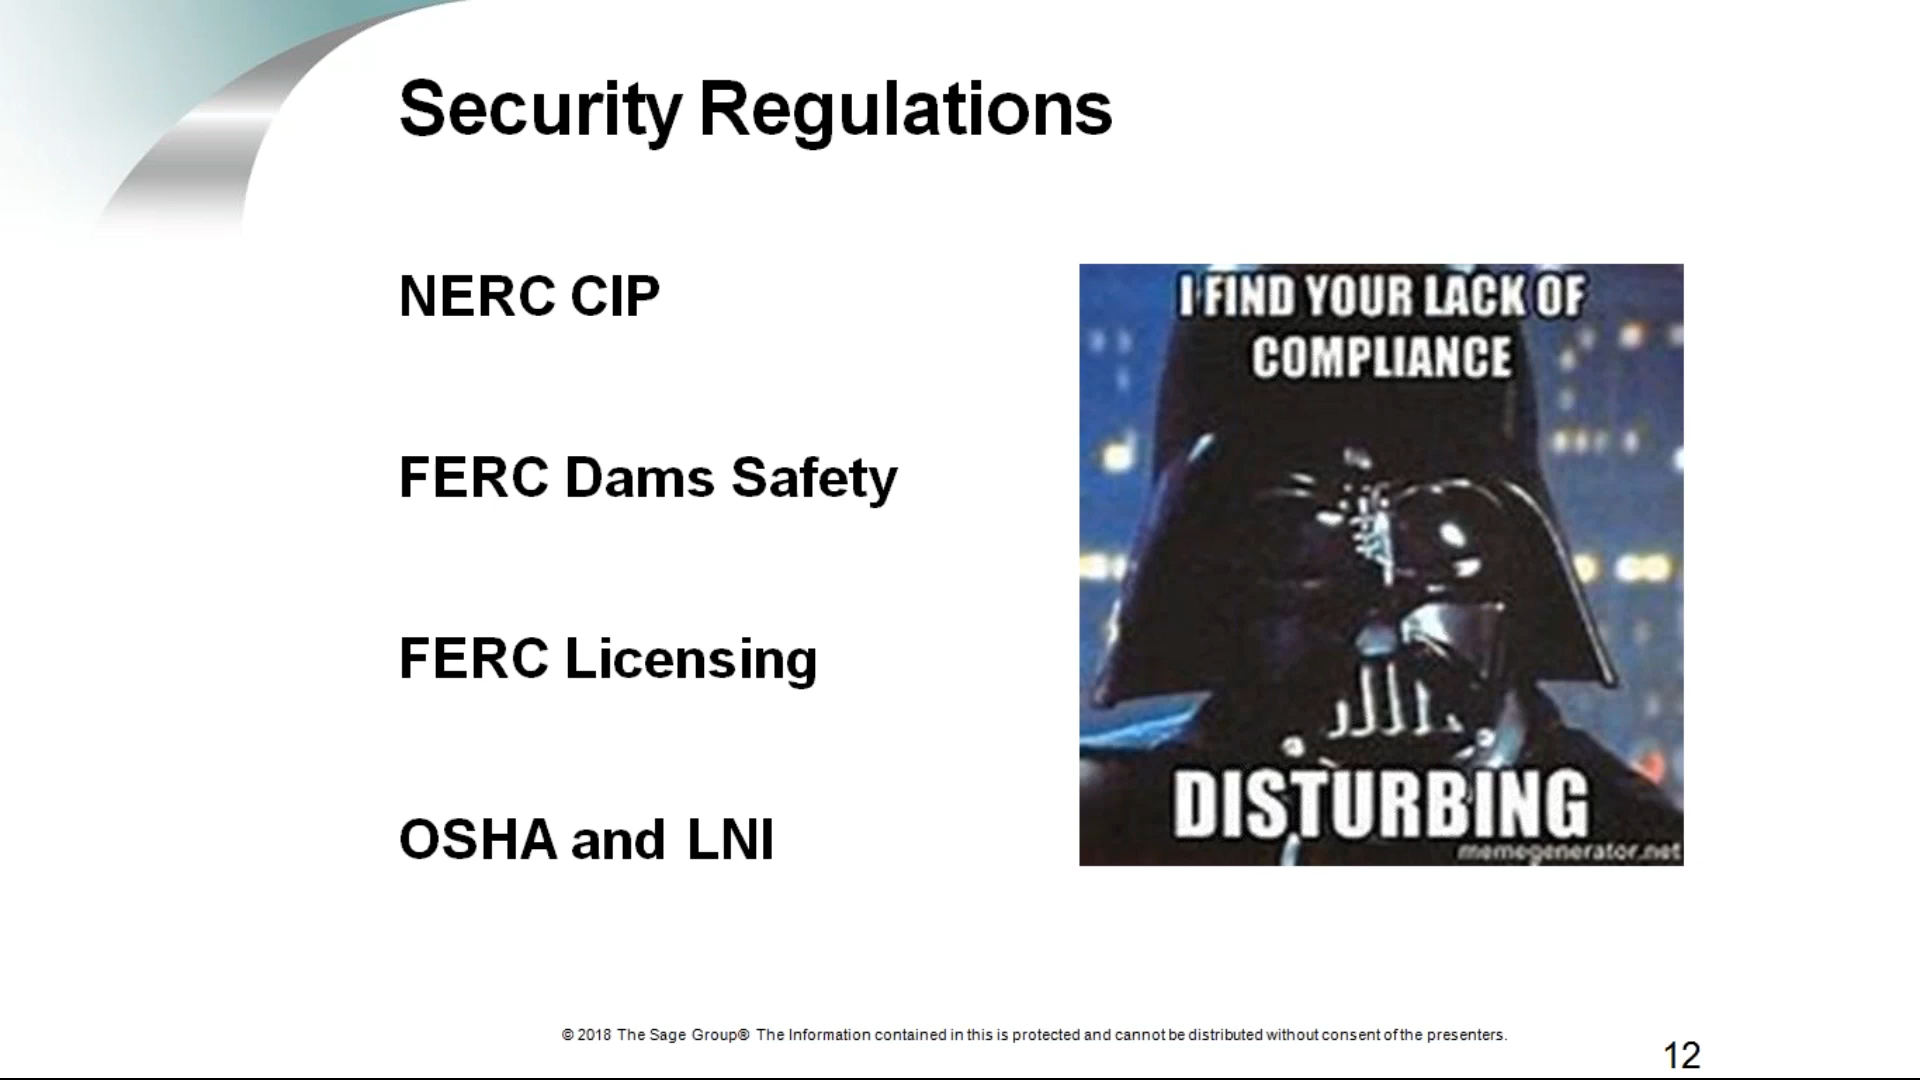 Security Regulations
NERC CIP
FERC Dams Safety
FERC Licensing
OSHA and LNI
I FIND YOUR LACK OF
COMPLIANCE
DISTURBING
memegenerator.net
© 2018 The Sage Group® The Information contained in this is protected and cannot be distributed without consent of the presenters.
12